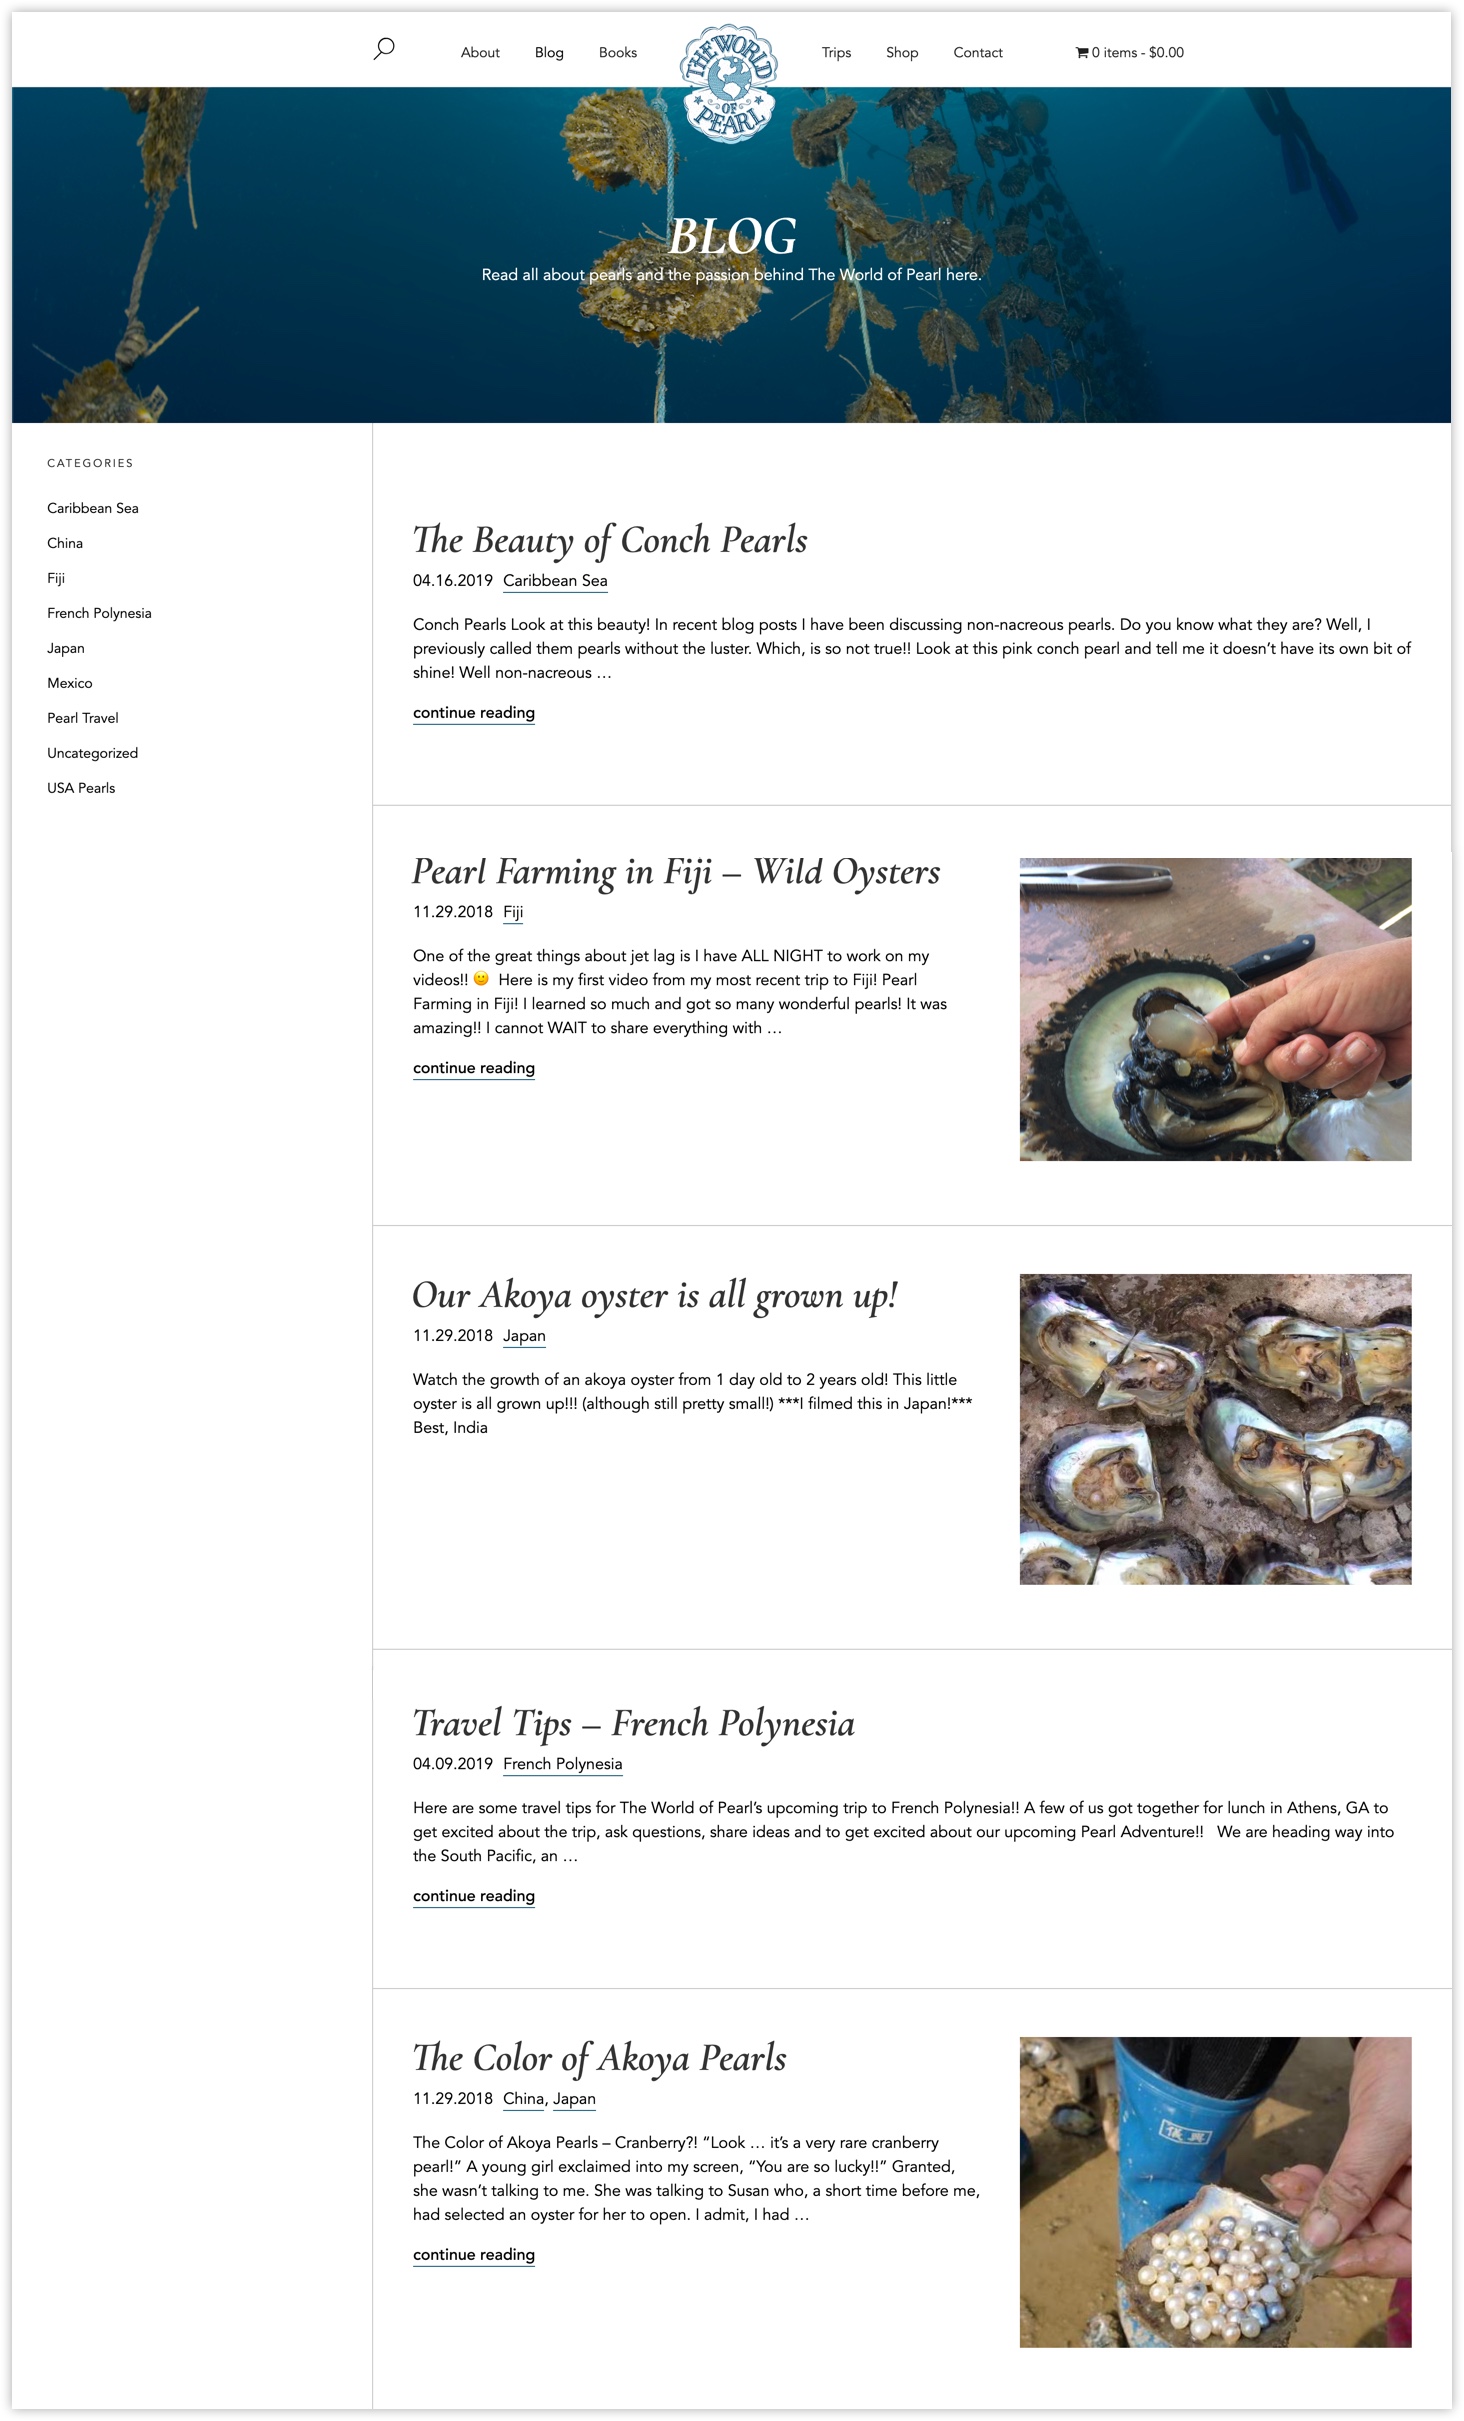 About Blog Books THE WORLD OF PEARL Trips Shop Contact 0 items - $0.00
BLOG
Read all about pearls and the passion behind The World of Pearl here.
CATEGORIES
Caribbean Sea
China
Fiji
French Polynesia
Japan
Mexico
Pearl Travel
Uncategorized
USA Pearls
The Beauty of Conch Pearls
04.16.2019 Caribbean Sea
Conch Pearls Look at this beauty! In recent blog posts I have been discussing non-nacreous pearls. Do you know what they are? Well, I
previously called them pearls without the luster. Which, is so not true!! Look at this pink conch pearl and tell me it doesn’t have its own bit of
shine! Well non-nacreous …
continue reading
Pearl Farming in Fiji – Wild Oysters
11.29.2018 Fiji
One of the great things about jet lag is I have ALL NIGHT to work on my
videos!! 🙂 Here is my first video from my most recent trip to Fiji! Pearl
Farming in Fiji! I learned so much and got so many wonderful pearls! It was
amazing!! I cannot WAIT to share everything with …
continue reading
Our Akoya oyster is all grown up!
11.29.2018 Japan
Watch the growth of an akoya oyster from 1 day old to 2 years old! This little
oyster is all grown up!!! (although still pretty small!) ***I filmed this in Japan!***
Best, India
Travel Tips – French Polynesia
04.09.2019 French Polynesia
Here are some travel tips for The World of Pearl’s upcoming trip to French Polynesia!! A few of us got together for lunch in Athens, GA to
get excited about the trip, ask questions, share ideas and to get excited about our upcoming Pearl Adventure!! We are heading way into
the South Pacific, an …
continue reading
The Color of Akoya Pearls
11.29.2018 China, Japan
The Color of Akoya Pearls – Cranberry?! “Look … it’s a very rare cranberry
pearl!” A young girl exclaimed into my screen, “You are so lucky!!” Granted,
she wasn’t talking to me. She was talking to Susan who, a short time before me,
had selected an oyster for her to open. I admit, I had …
continue reading